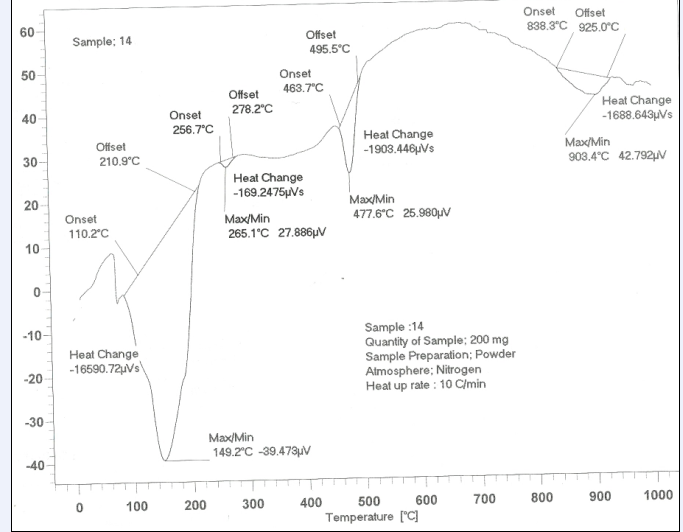 Sample; 14
Onset
838.3°C
Offset
925.0°C
Offset
495.5°C
Onset
463.7°C
Offset
278.2°C
Onset
256.7°C
Offset
210.9°C
Onset
110.2°C
Heat Change
-1688.643µVs
Max/Min
903.4°C 42.792µV
Heat Change
-1903.446µVs
Max/Min
477.6°C 25.980µV
Heat Change
-169.2475µVs
Max/Min
265.1°C 27.886µV
Heat Change
-16590.72µVs
Max/Min
149.2°C -39.473µV
Sample :14
Quantity of Sample; 200 mg
Sample Preparation; Powder
Atmosphere; Nitrogen
Heat up rate : 10 C/min
60
50
40
30
20
10
0
-10
-20
-30
-40
0 100 200 300 400 500 600 700 800 900 1000
Temperature [°C]